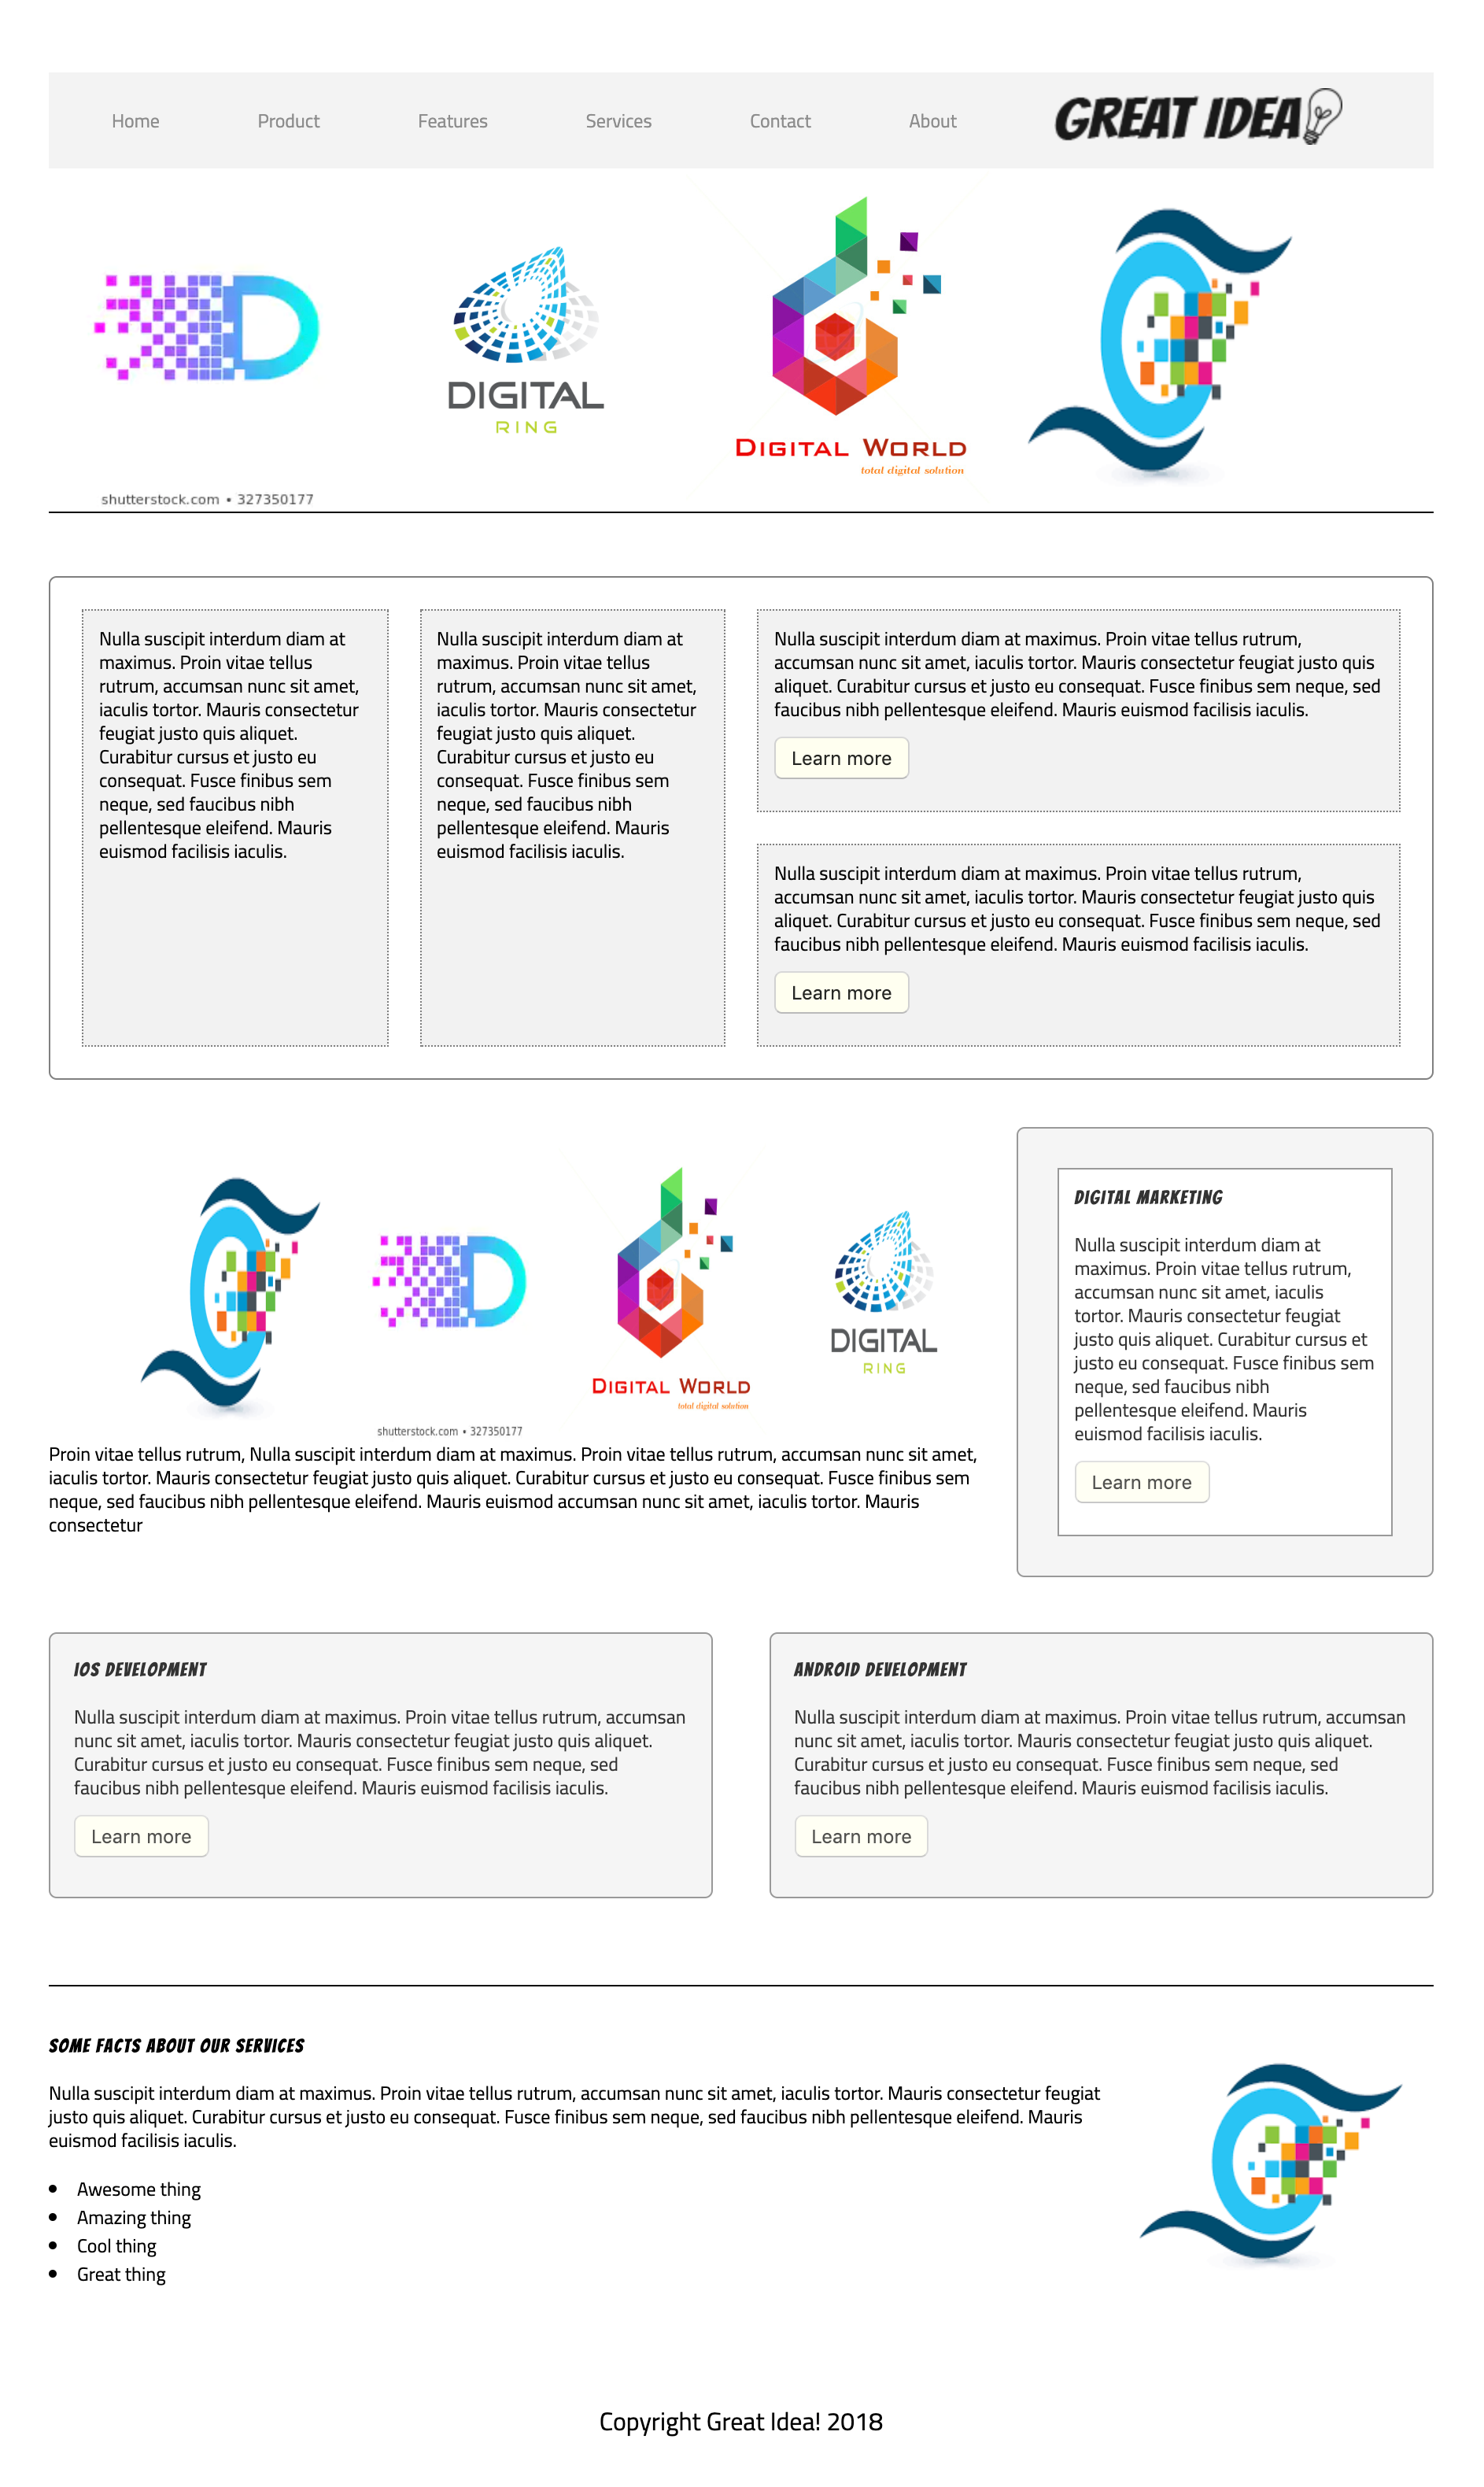 Home Product Features Services Contact About GREAT IDEA
DIGITAL
RING
DIGITAL WORLD
total digital solution
shutterstock.com • 327350177
Nulla suscipit interdum diam at
maximus. Proin vitae tellus
rutrum, accumsan nunc sit amet,
iaculis tortor. Mauris consectetur
feugiat justo quis aliquet.
Curabitur cursus et justo eu
consequat. Fusce finibus sem
neque, sed faucibus nibh
pellentesque eleifend. Mauris
euismod facilisis iaculis.
Nulla suscipit interdum diam at
maximus. Proin vitae tellus
rutrum, accumsan nunc sit amet,
iaculis tortor. Mauris consectetur
feugiat justo quis aliquet.
Curabitur cursus et justo eu
consequat. Fusce finibus sem
neque, sed faucibus nibh
pellentesque eleifend. Mauris
euismod facilisis iaculis.
Nulla suscipit interdum diam at maximus. Proin vitae tellus rutrum,
accumsan nunc sit amet, iaculis tortor. Mauris consectetur feugiat justo quis
aliquet. Curabitur cursus et justo eu consequat. Fusce finibus sem neque, sed
faucibus nibh pellentesque eleifend. Mauris euismod facilisis iaculis.
Learn more
Nulla suscipit interdum diam at maximus. Proin vitae tellus rutrum,
accumsan nunc sit amet, iaculis tortor. Mauris consectetur feugiat justo quis
aliquet. Curabitur cursus et justo eu consequat. Fusce finibus sem neque, sed
faucibus nibh pellentesque eleifend. Mauris euismod facilisis iaculis.
Learn more
DIGITAL WORLD
total digital solution
DIGITAL
RING
shutterstock.com • 327350177
Proin vitae tellus rutrum, Nulla suscipit interdum diam at maximus. Proin vitae tellus rutrum, accumsan nunc sit amet,
iaculis tortor. Mauris consectetur feugiat justo quis aliquet. Curabitur cursus et justo eu consequat. Fusce finibus sem
neque, sed faucibus nibh pellentesque eleifend. Mauris euismod accumsan nunc sit amet, iaculis tortor. Mauris
consectetur
DIGITAL MARKETING
Nulla suscipit interdum diam at
maximus. Proin vitae tellus rutrum,
accumsan nunc sit amet, iaculis
tortor. Mauris consectetur feugiat
justo quis aliquet. Curabitur cursus et
justo eu consequat. Fusce finibus sem
neque, sed faucibus nibh
pellentesque eleifend. Mauris
euismod facilisis iaculis.
Learn more
IOS DEVELOPMENT
Nulla suscipit interdum diam at maximus. Proin vitae tellus rutrum, accumsan
nunc sit amet, iaculis tortor. Mauris consectetur feugiat justo quis aliquet.
Curabitur cursus et justo eu consequat. Fusce finibus sem neque, sed
faucibus nibh pellentesque eleifend. Mauris euismod facilisis iaculis.
Learn more
ANDROID DEVELOPMENT
Nulla suscipit interdum diam at maximus. Proin vitae tellus rutrum, accumsan
nunc sit amet, iaculis tortor. Mauris consectetur feugiat justo quis aliquet.
Curabitur cursus et justo eu consequat. Fusce finibus sem neque, sed
faucibus nibh pellentesque eleifend. Mauris euismod facilisis iaculis.
Learn more
SOME FACTS ABOUT OUR SERVICES
Nulla suscipit interdum diam at maximus. Proin vitae tellus rutrum, accumsan nunc sit amet, iaculis tortor. Mauris consectetur feugiat
justo quis aliquet. Curabitur cursus et justo eu consequat. Fusce finibus sem neque, sed faucibus nibh pellentesque eleifend. Mauris
euismod facilisis iaculis.
• Awesome thing
• Amazing thing
• Cool thing
• Great thing
Copyright Great Idea! 2018